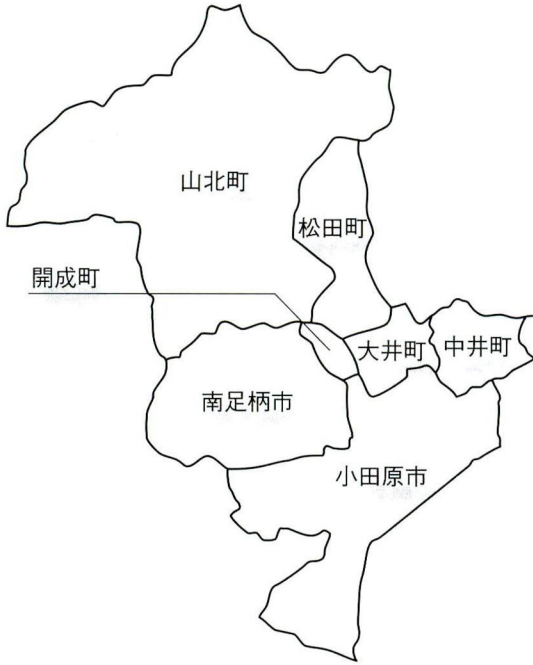 山北町
松田町
開成町
大井町
中井町
南足柄市
小田原市